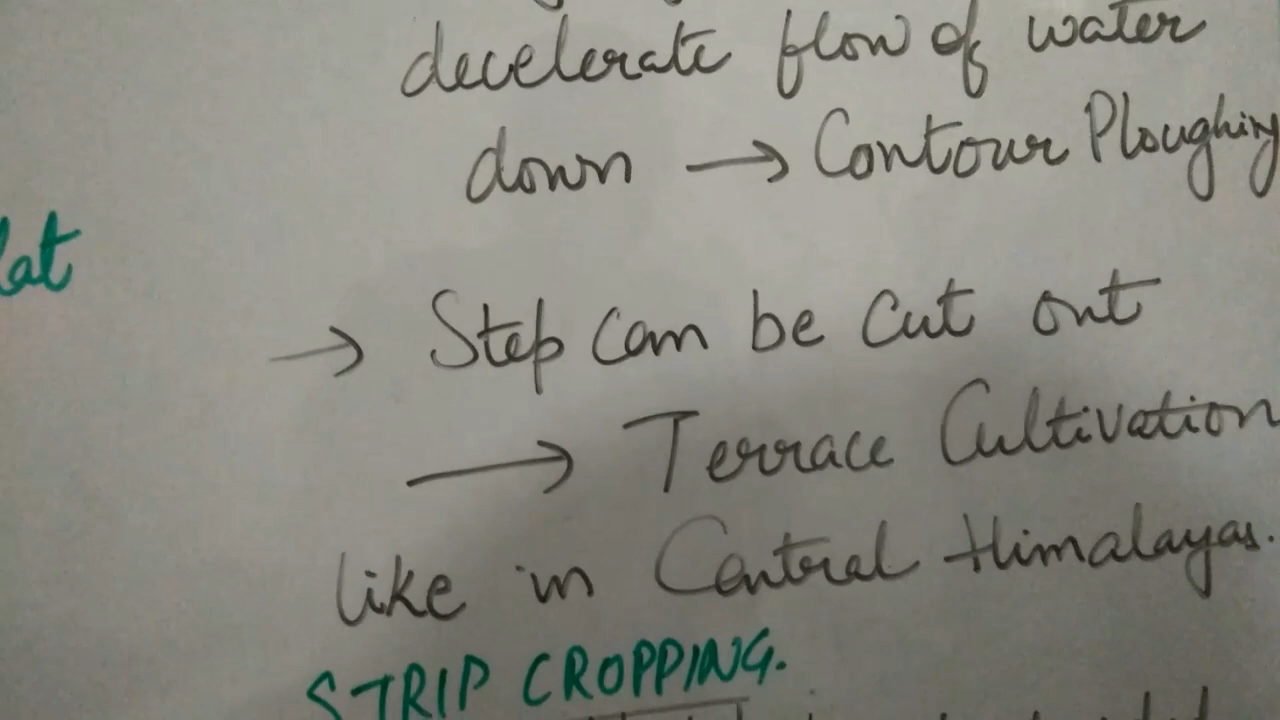 decelerate flow of water
down → Contour Ploughing
→ Step can be cut out
→ Terrace Cultivation
like in Central Himalayas.
STRIP CROPPING.